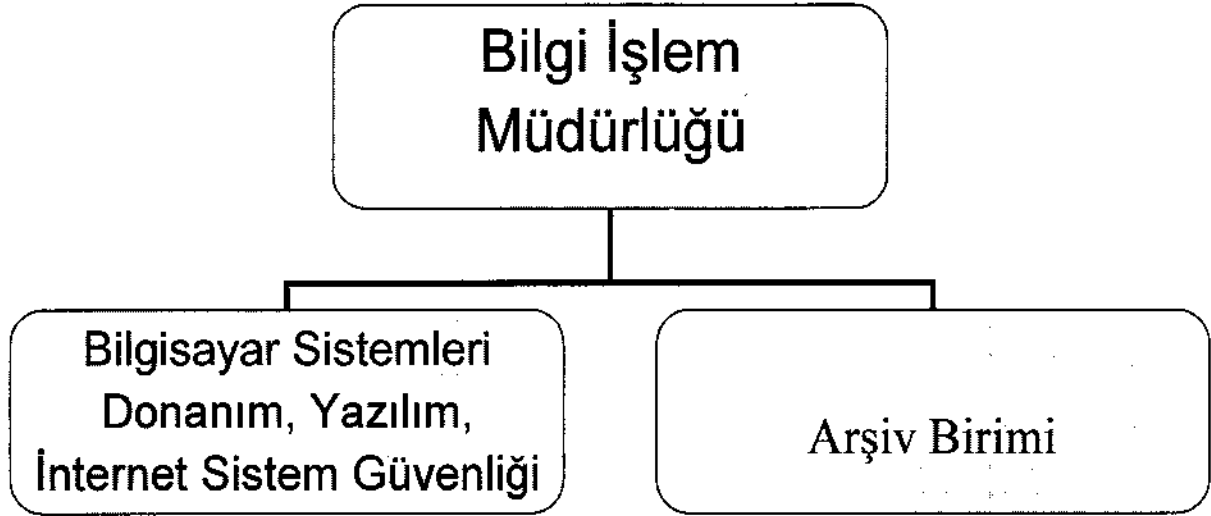 Bilgi İşlem
Müdürlüğü
Bilgisayar Sistemleri
Donanım, Yazılım,
İnternet Sistem Güvenliği
Arşiv Birimi